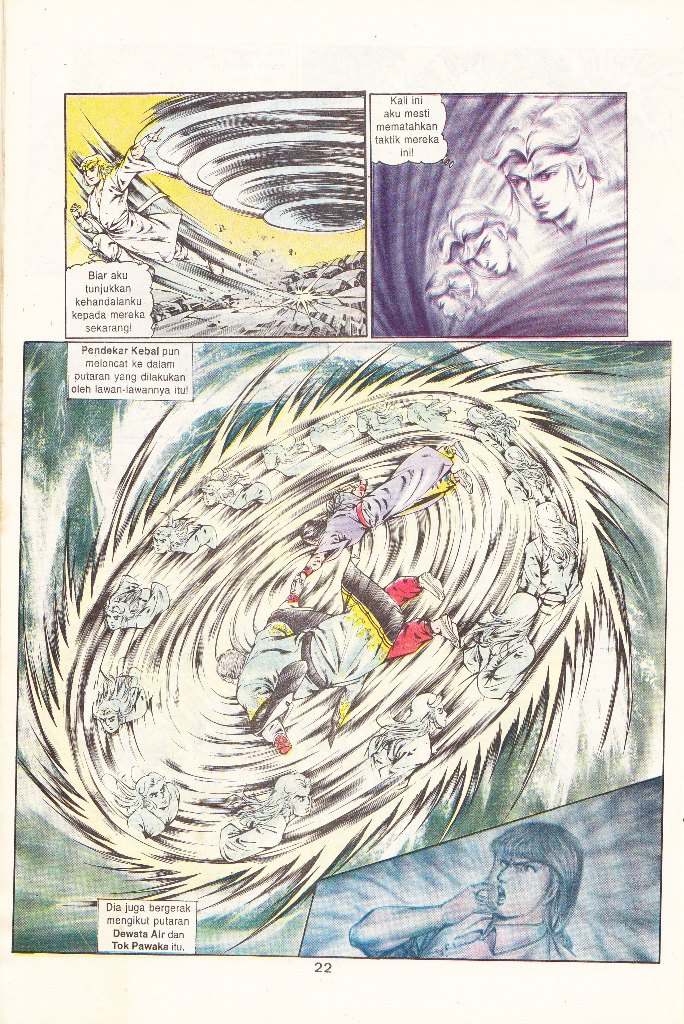 Biar aku
tunjukkan
kehandalanku
kepada mereka
sekarang!
Kali ini
aku mesti
mematahkan
taktik mereka
ini!
Pendekar Kebal pun
meloncat ke dalam
putaran yang dilakukan
oleh lawan-lawannya itu!
Dia juga bergerak
mengikut putaran
Dewata Air dan
Tok Pawaka itu.
22